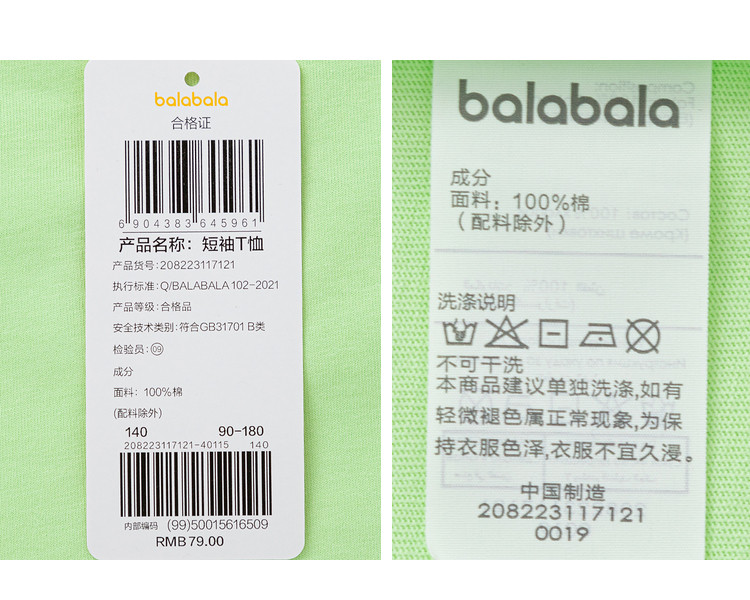 balabala
合格证
6 904383 645961
产品名称：短袖T恤
产品货号：208223117121
执行标准：Q/BALABALA 102-2021
产品等级：合格品
安全技术类别：符合GB31701 B类
检验员：09
成分
面料：100%棉
(配料除外)
140 90-180
208223117121-40115 140
内部编码 (99)50015616509
RMB79.00
balabala
成分
面料：100%棉
（配料除外）
洗涤说明
不可干洗
本商品建议单独洗涤,如有
轻微褪色属正常现象,为保
持衣服色泽,衣服不宜久浸。
中国制造
208223117121
0019